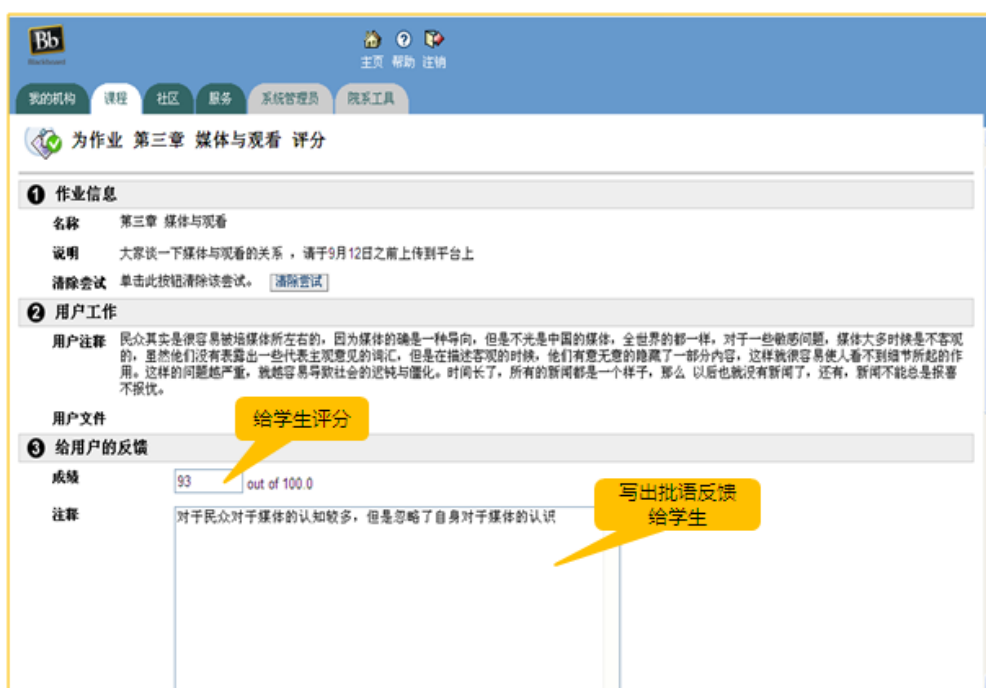 Bb
Blackboard
主页 帮助 注销
我的机构 课程 社区 服务 系统管理员 院系工具
为作业 第三章 媒体与观看 评分
1 作业信息
名称 第三章 媒体与观看
说明 大家谈一下媒体与观看的关系 ，请于9月12日之前上传到平台上
清除尝试 单击此按钮清除该尝试。 清除尝试
2 用户工作
用户注释 民众其实是很容易被培媒体所左右的，因为媒体的确是一种导向，但是不光是中国的媒体，全世界的都一样，对于一些敏感问题，媒体大多时候是不客观
的，虽然他们没有表露出一些代表主观意见的词汇，但是在描述客观的时候，他们有意无意的隐藏了一部分内容，这样就很容易使人看不到细节所起的作
用。这样的问题越严重，就越容易导致社会的迟钝与僵化。时间长了，所有的新闻都是一个样子，那么 以后也就没有新闻了，还有，新闻不能总是报喜
不报忧。
用户文件
给学生评分
3 给用户的反馈
成绩 93 out of 100.0
写出批语反馈
给学生
注释 对于民众对于媒体的认知较多，但是忽略了自身对于媒体的认识